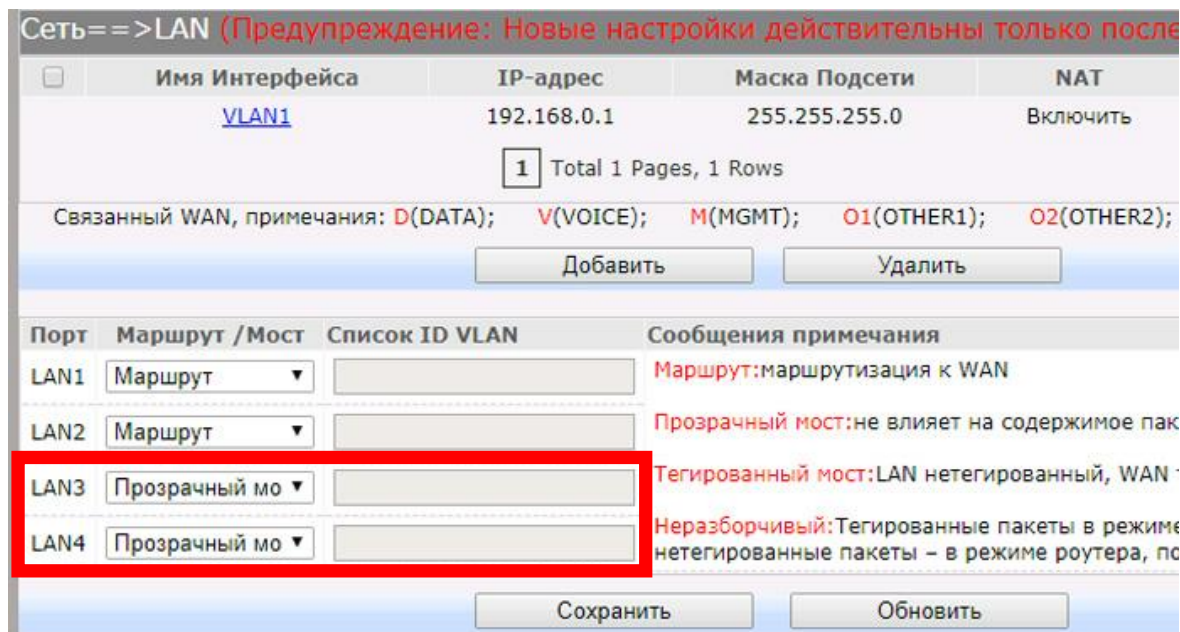 Сеть==>LAN (Предупреждение: Новые настройки действительны только после
Имя Интерфейса IP-адрес Маска Подсети NAT
VLAN1 192.168.0.1 255.255.255.0 Включить
1 Total 1 Pages, 1 Rows
Связанный WAN, примечания: D(DATA); V(VOICE); M(MGMT); O1(OTHER1); O2(OTHER2);
Добавить Удалить
Порт Маршрут /Мост Список ID VLAN Сообщения примечания
LAN1 Маршрут Маршрут:маршрутизация к WAN
LAN2 Маршрут Прозрачный мост:не влияет на содержимое пак
LAN3 Прозрачный мо Тегированный мост:LAN нетегированный, WAN
LAN4 Прозрачный мо Неразборчивый:Тегированные пакеты в режиме
нетегированные пакеты – в режиме роутера, по
Сохранить Обновить